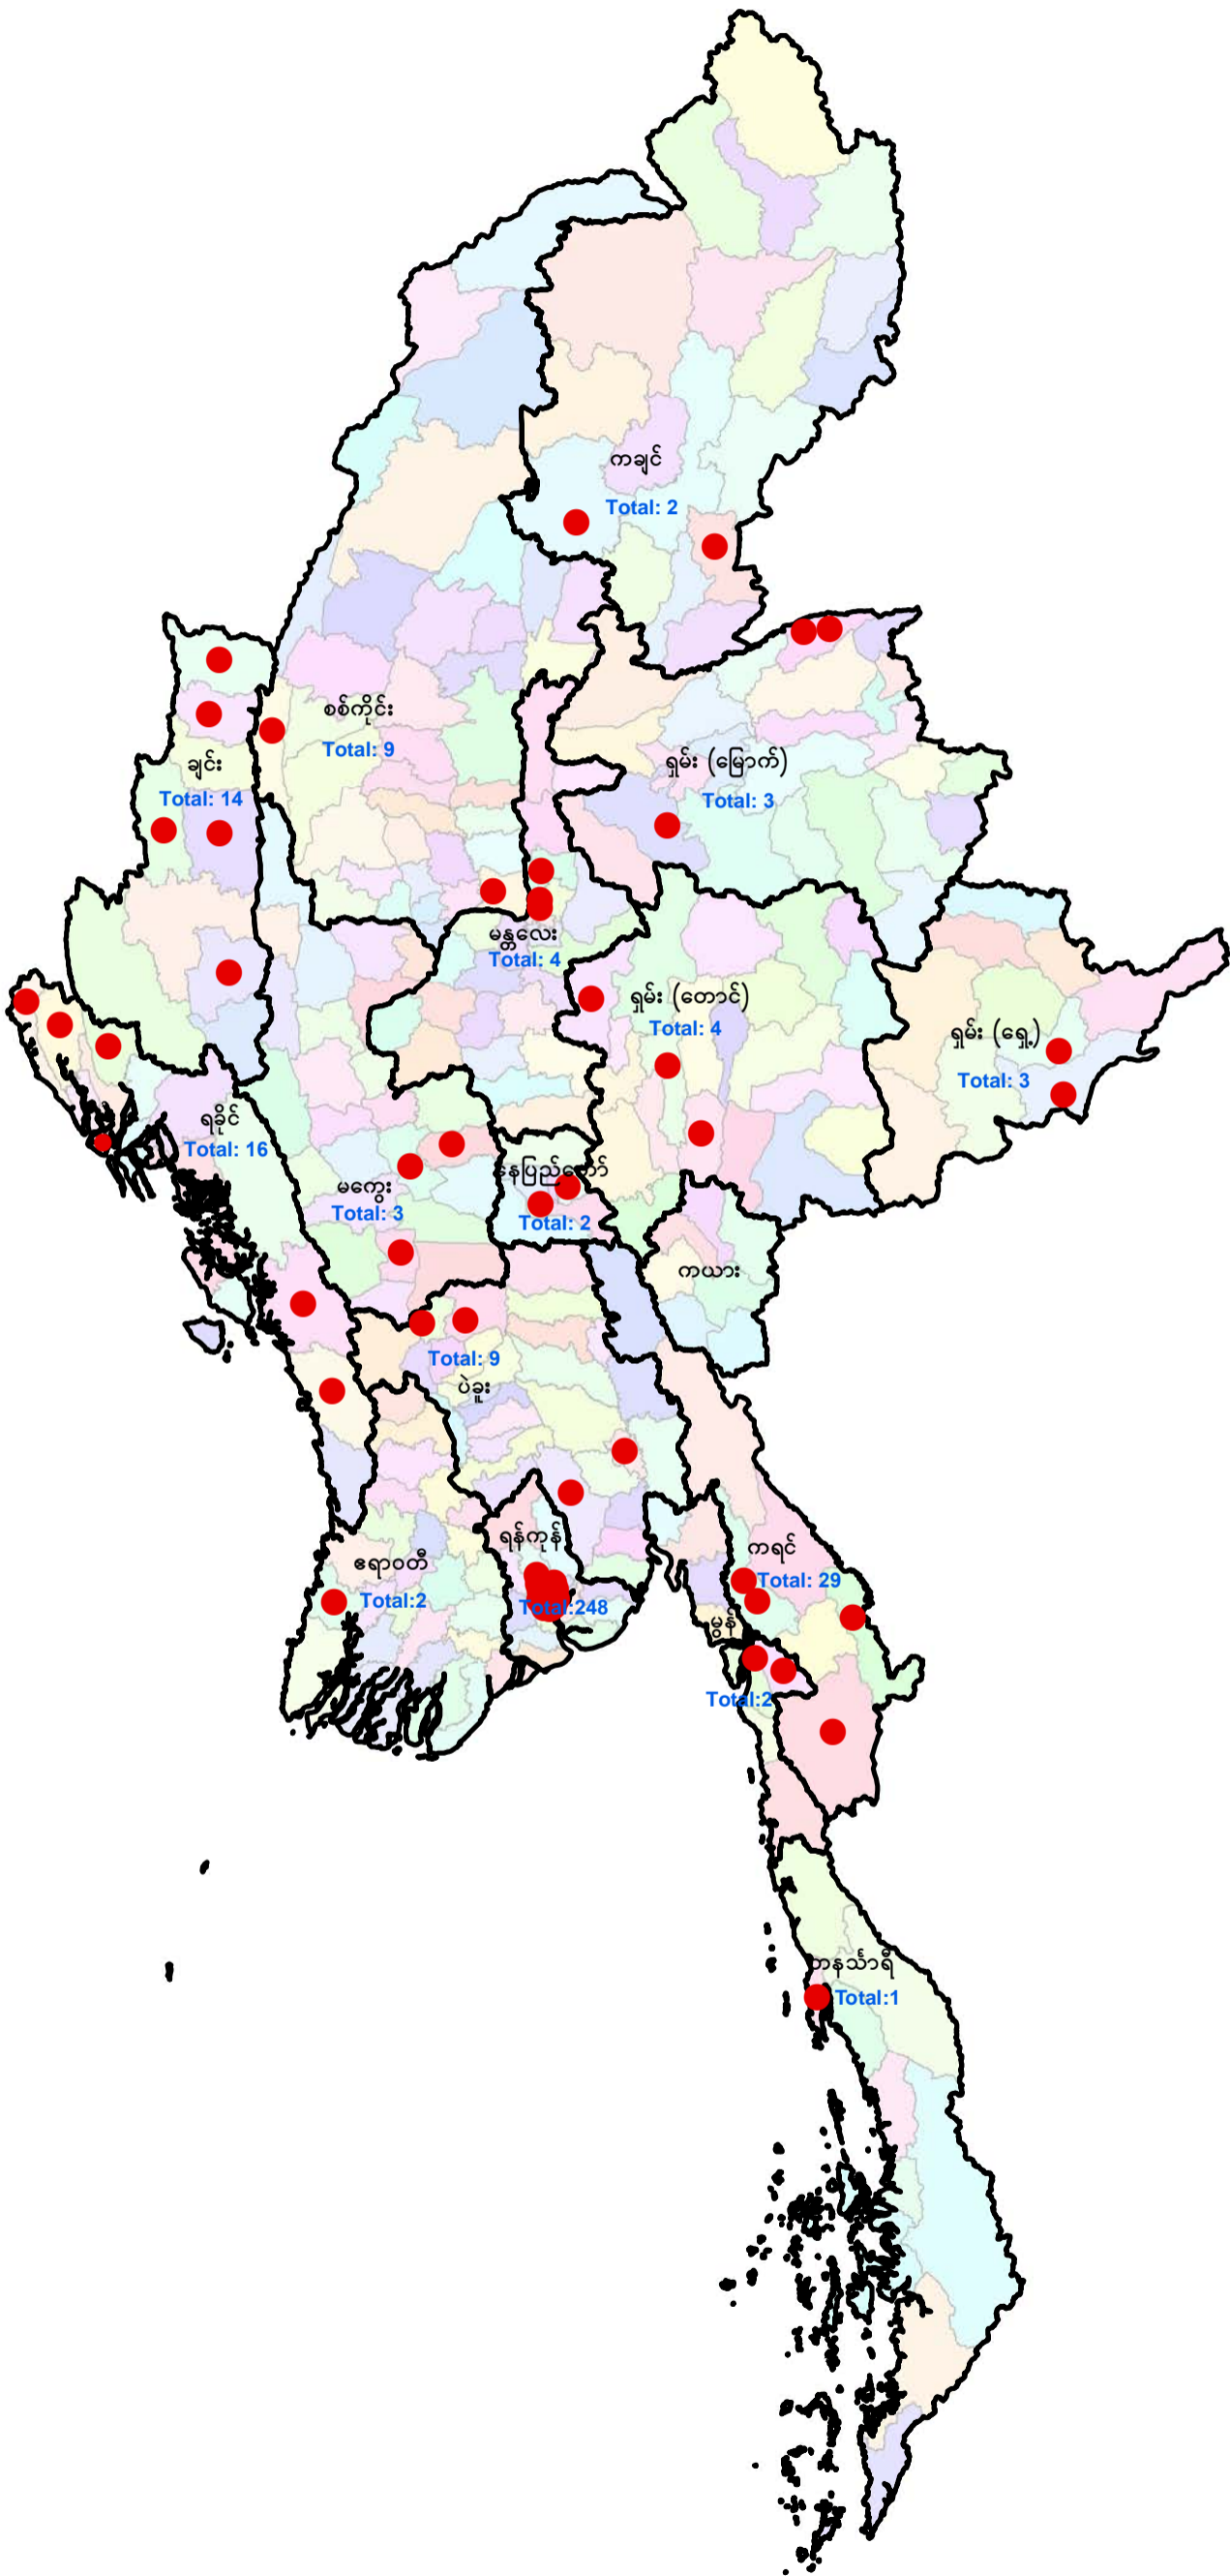 ကချင်
Total: 2
စစ်ကိုင်း
Total: 9
ချင်း
Total: 14
ရှမ်း (မြောက်)
Total: 3
မန္တလေး
Total: 4
ရှမ်း (တောင်)
Total: 4
ရှမ်း (ရှေ့)
Total: 3
ရခိုင်
Total: 16
မကွေး
Total: 3
နေပြည်တော်
Total: 2
ကယား
Total: 9
ပဲခူး
ရန်ကုန်
Total:248
ဧရာဝတီ
Total:2
ကရင်
Total: 29
မွန်
Total:2
တနင်္သာရီ
Total:1